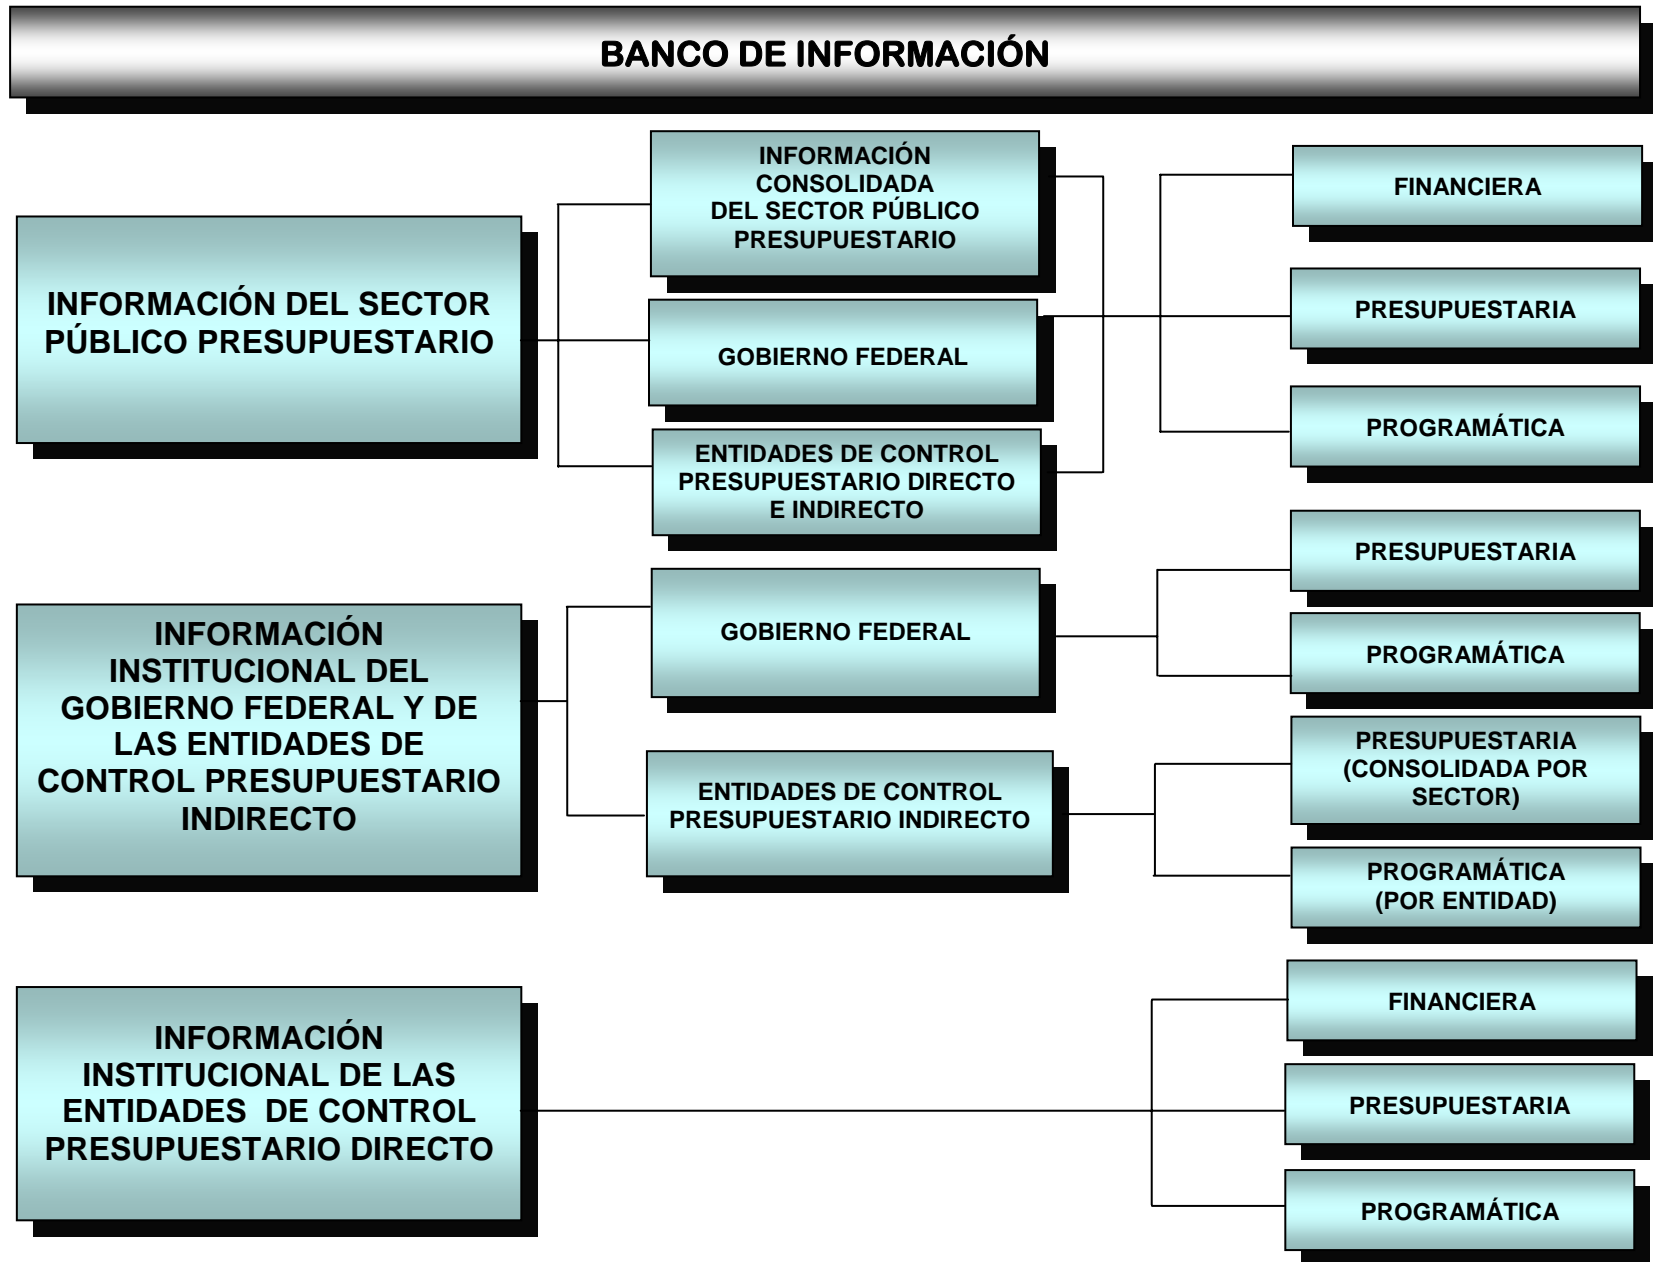 BANCO DE INFORMACIÓN
INFORMACIÓN DEL SECTOR
PÚBLICO PRESUPUESTARIO
INFORMACIÓN
CONSOLIDADA
DEL SECTOR PÚBLICO
PRESUPUESTARIO
GOBIERNO FEDERAL
ENTIDADES DE CONTROL
PRESUPUESTARIO DIRECTO
E INDIRECTO
FINANCIERA
PRESUPUESTARIA
PROGRAMÁTICA
INFORMACIÓN
INSTITUCIONAL DEL
GOBIERNO FEDERAL Y DE
LAS ENTIDADES DE
CONTROL PRESUPUESTARIO
INDIRECTO
GOBIERNO FEDERAL
PRESUPUESTARIA
PROGRAMÁTICA
ENTIDADES DE CONTROL
PRESUPUESTARIO INDIRECTO
PRESUPUESTARIA
(CONSOLIDADA POR
SECTOR)
PROGRAMÁTICA
(POR ENTIDAD)
INFORMACIÓN
INSTITUCIONAL DE LAS
ENTIDADES  DE CONTROL
PRESUPUESTARIO DIRECTO
FINANCIERA
PRESUPUESTARIA
PROGRAMÁTICA